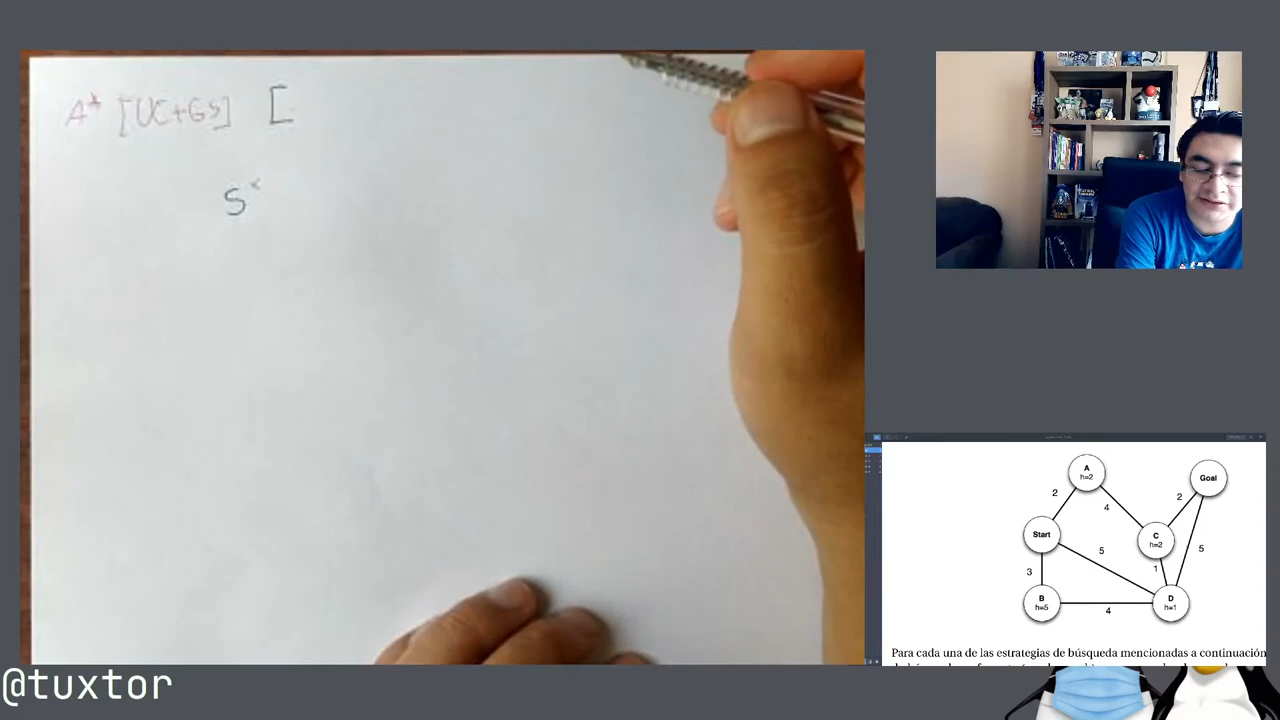 A* [UC+GS] [
S
A
h=2
Goal
2
4
2
Start
C
h=2
5
5
3
1
B
h=5
D
h=1
4
Para cada una de las estrategias de búsqueda mencionadas a continuación
@tuxtor